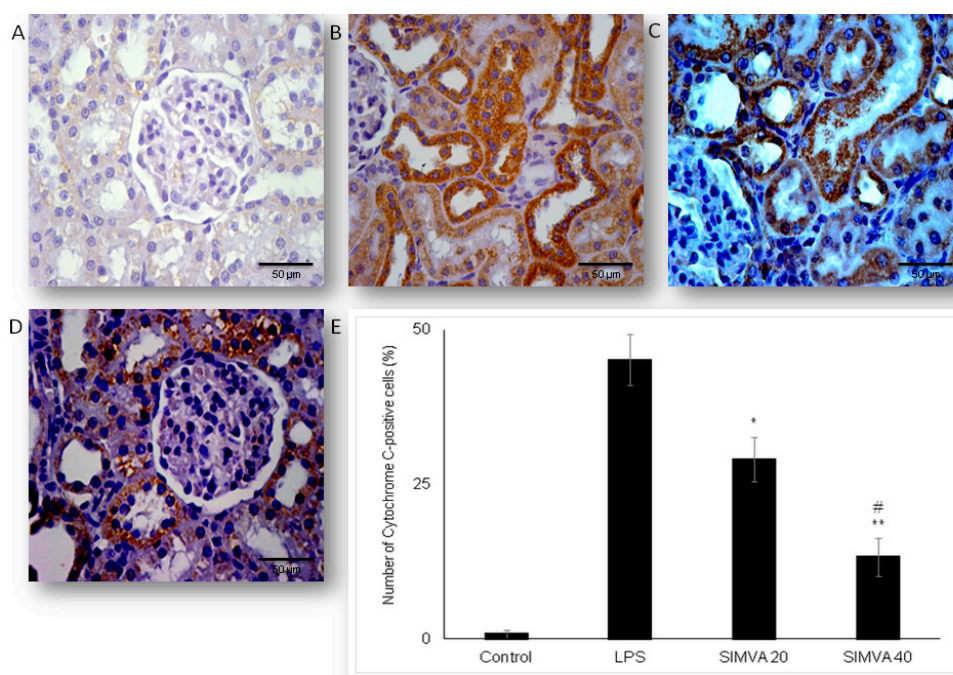 A
B
C
50 µm
50 µm
50 µm
D
50 µm
E
Number of Cytochrome C-positive cells (%)
50
25
0
*
#
**
Control
LPS
SIMVA 20
SIMVA 40